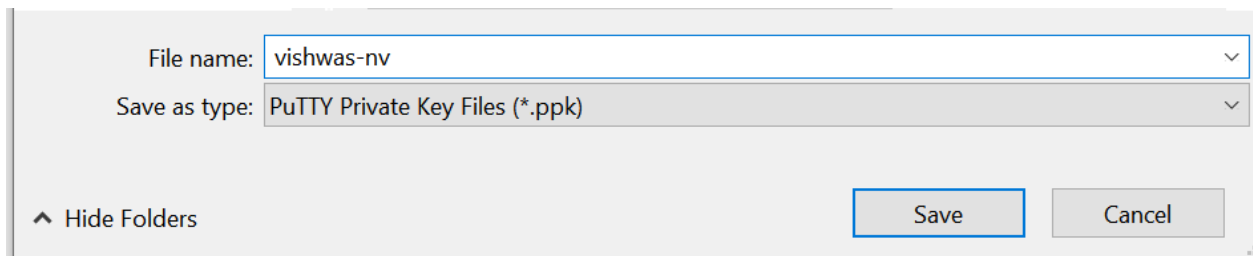 File name: vishwas-nv
Save as type: PuTTY Private Key Files (*.ppk)
Hide Folders
Save
Cancel